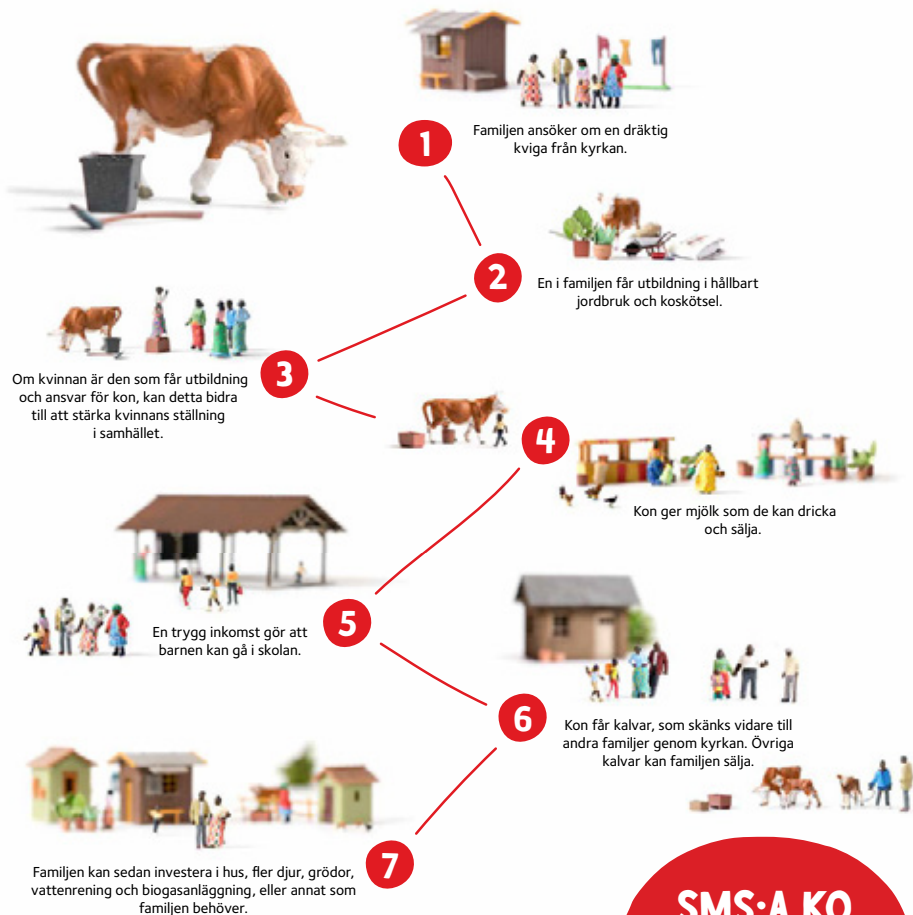 1
Familjen ansöker om en dräktig
kviga från kyrkan.
2
En i familjen får utbildning i hållbart
jordbruk och koskötsel.
3
Om kvinnan är den som får utbildning
och ansvar för kon, kan detta bidra
till att stärka kvinnans ställning
i samhället.
4
Kon ger mjölk som de kan dricka
och sälja.
5
En trygg inkomst gör att
barnen kan gå i skolan.
6
Kon får kalvar, som skänks vidare till
andra familjer genom kyrkan. Övriga
kalvar kan familjen sälja.
7
Familjen kan sedan investera i hus, fler djur, grödor,
vattenrening och biogasanläggning, eller annat som
familjen behöver.
SMS:A KO